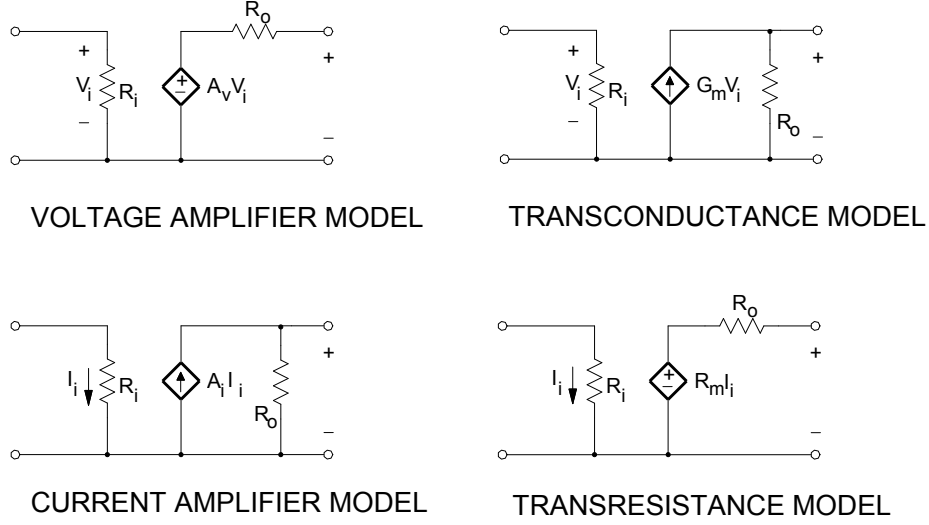 Ro
+
Vi
Ri
−
+
−
AvVi
+
−
VOLTAGE AMPLIFIER MODEL
+
Vi
Ri
−
GmVi
Ro
+
−
TRANSCONDUCTANCE MODEL
Ii
Ri
AiIi
Ro
+
−
CURRENT AMPLIFIER MODEL
Ro
Ii
Ri
+
−
RmIi
+
−
TRANSRESISTANCE MODEL